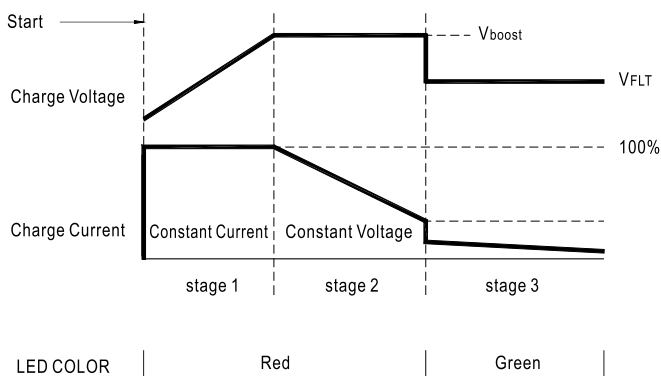 Start
Vboost
Charge Voltage
VFLT
100%
Charge Current
Constant Current
Constant Voltage
stage 1
stage 2
stage 3
LED COLOR
Red
Green